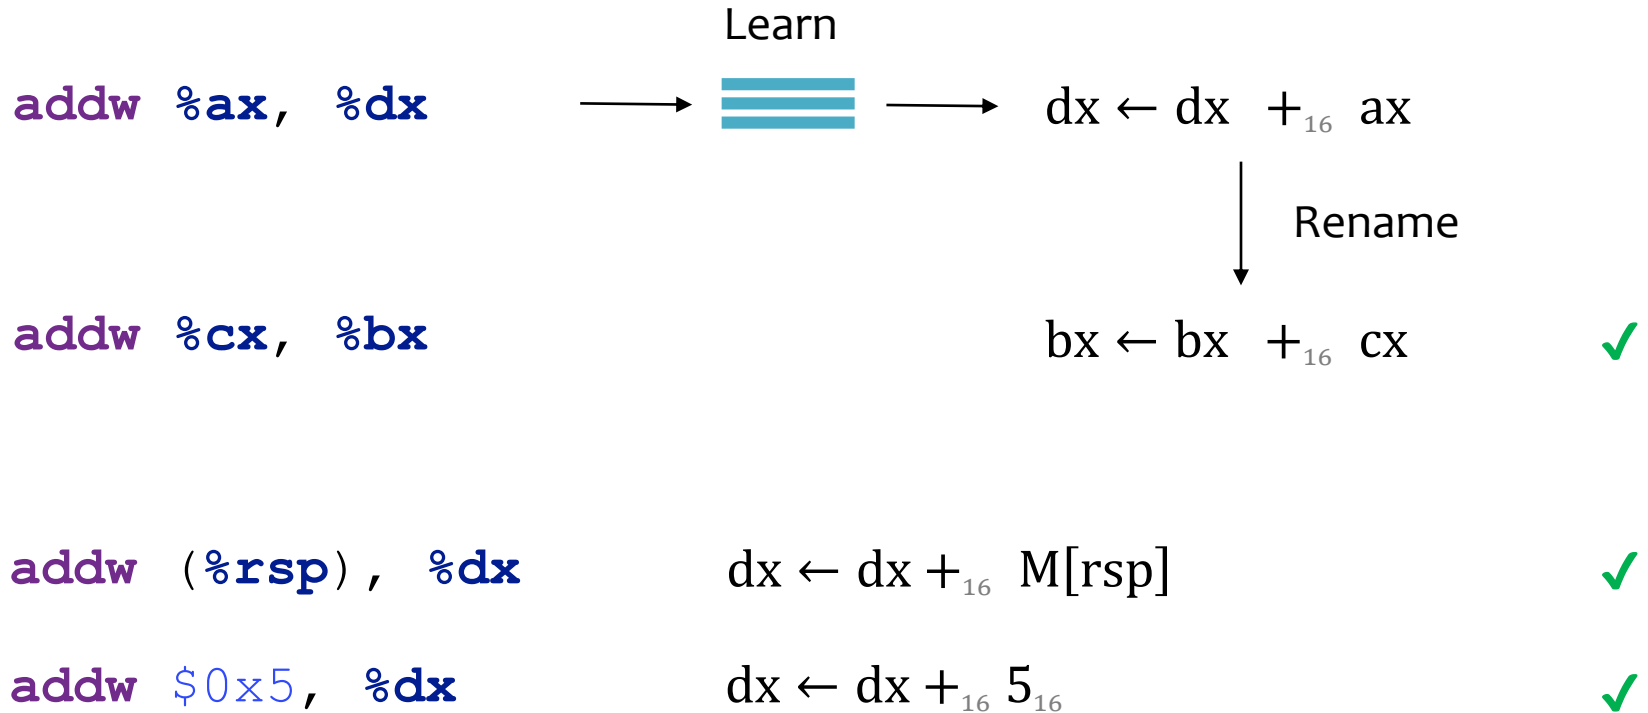 Learn
addw %ax, %dx dx ← dx +₁₆ ax
Rename
addw %cx, %bx bx ← bx +₁₆ cx ✓
addw (%rsp), %dx dx ← dx +₁₆ M[rsp] ✓
addw $0x5, %dx dx ← dx +₁₆ 5₁₆ ✓